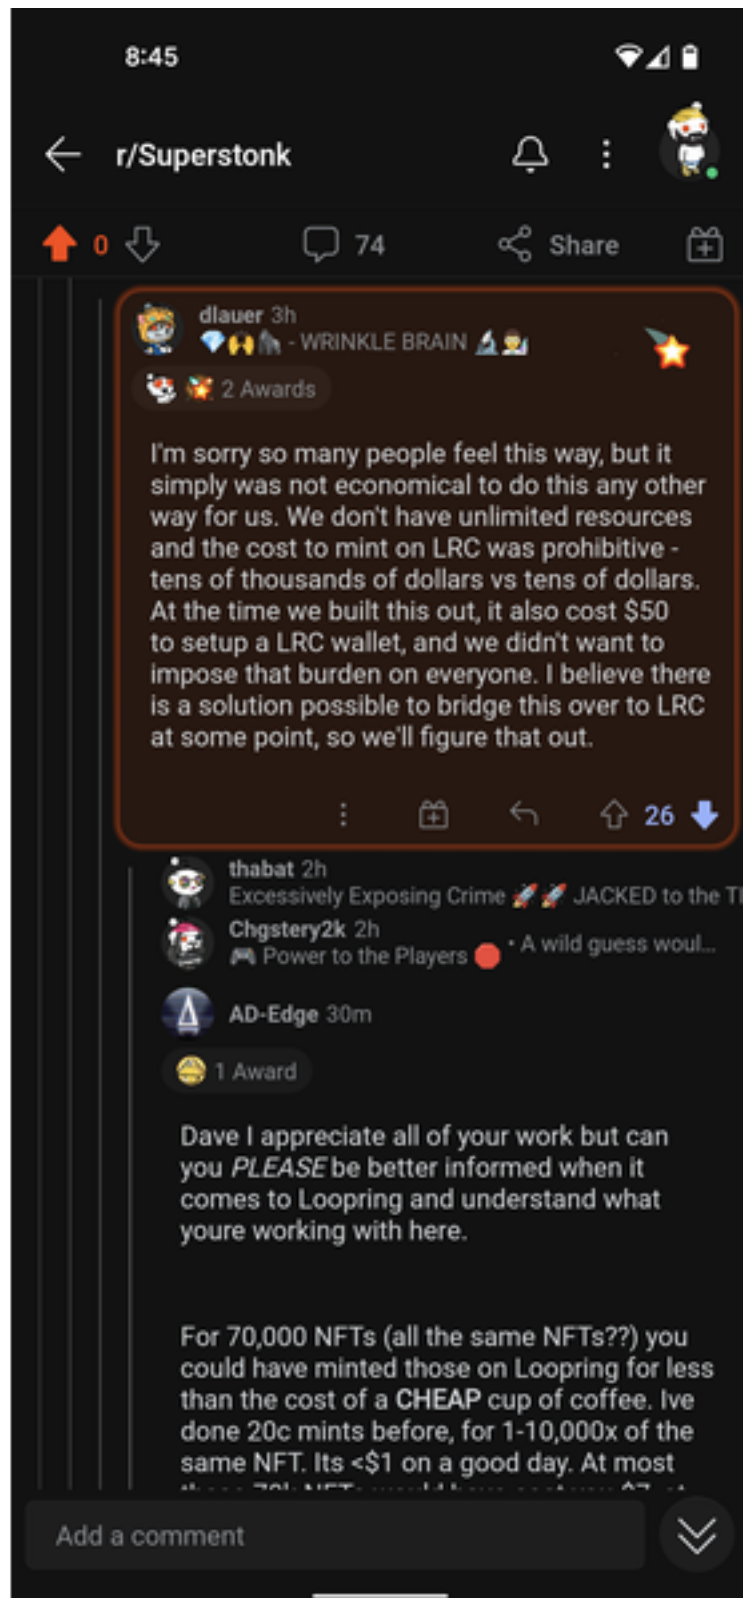 8:45
r/Superstonk
0 74 Share
dlauer 3h
💎🙌🦍 - WRINKLE BRAIN 🔬👨‍🔬
2 Awards
I'm sorry so many people feel this way, but it
simply was not economical to do this any other
way for us. We don't have unlimited resources
and the cost to mint on LRC was prohibitive -
tens of thousands of dollars vs tens of dollars.
At the time we built this out, it also cost $50
to setup a LRC wallet, and we didn't want to
impose that burden on everyone. I believe there
is a solution possible to bridge this over to LRC
at some point, so we'll figure that out.
26
thabat 2h
Excessively Exposing Crime 🚀🚀 JACKED to the
Chgstery2k 2h
🎮 Power to the Players 🛑 • A wild guess woul...
AD-Edge 30m
1 Award
Dave I appreciate all of your work but can
you PLEASE be better informed when it
comes to Loopring and understand what
youre working with here.
For 70,000 NFTs (all the same NFTs??) you
could have minted those on Loopring for less
than the cost of a CHEAP cup of coffee. Ive
done 20c mints before, for 1-10,000x of the
same NFT. Its <$1 on a good day. At most
Add a comment